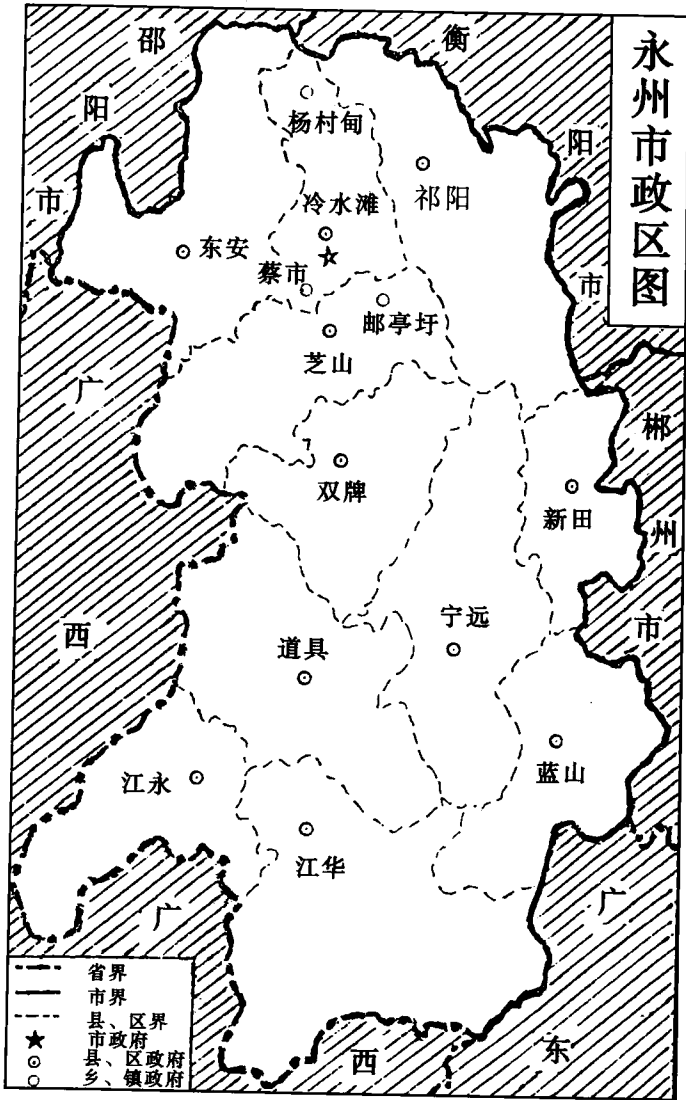 永州市政区图
邵
阳
市
衡
阳
市
杨村甸
祁阳
冷水滩
东安
蔡市
邮亭圩
芝山
广
西
郴
州
市
双牌
新田
宁远
道具
江永
蓝山
江华
广
西
广
东
省界
市界
县、区界
市政府
县、区政府
乡、镇政府